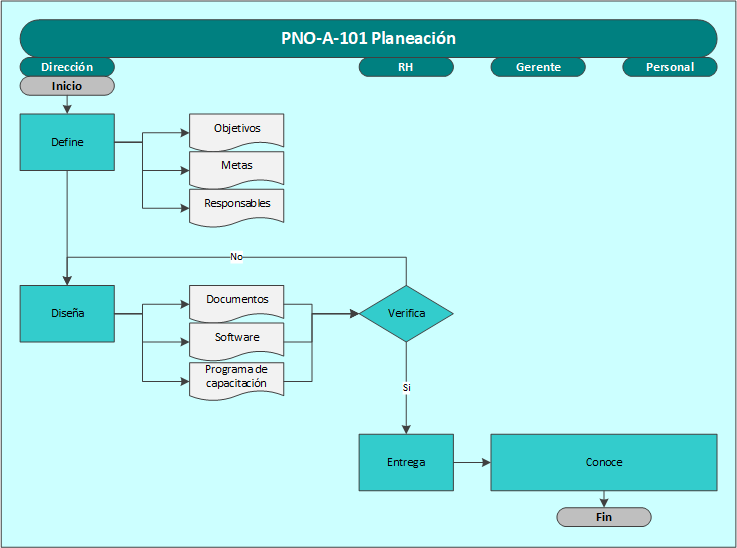 PNO-A-101 Planeación
Dirección
RH
Gerente
Personal
Inicio
Define
Objetivos
Metas
Responsables
No
Diseña
Documentos
Software
Programa de
capacitación
Verifica
Si
Entrega
Conoce
Fin